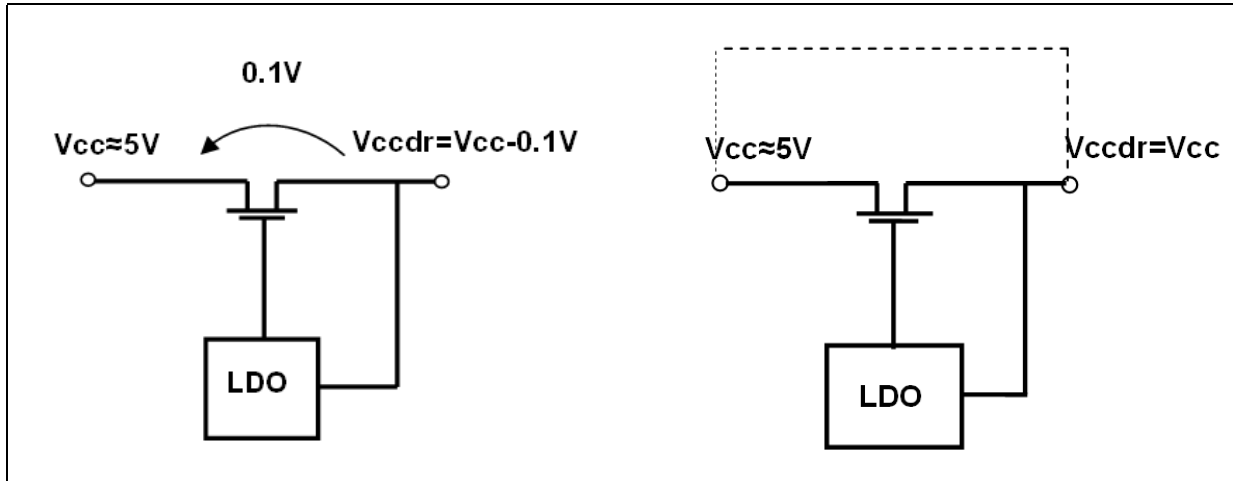 0.1V
Vcc≈5V
Vccdr=Vcc-0.1V
LDO
Vcc≈5V
Vccdr=Vcc
LDO